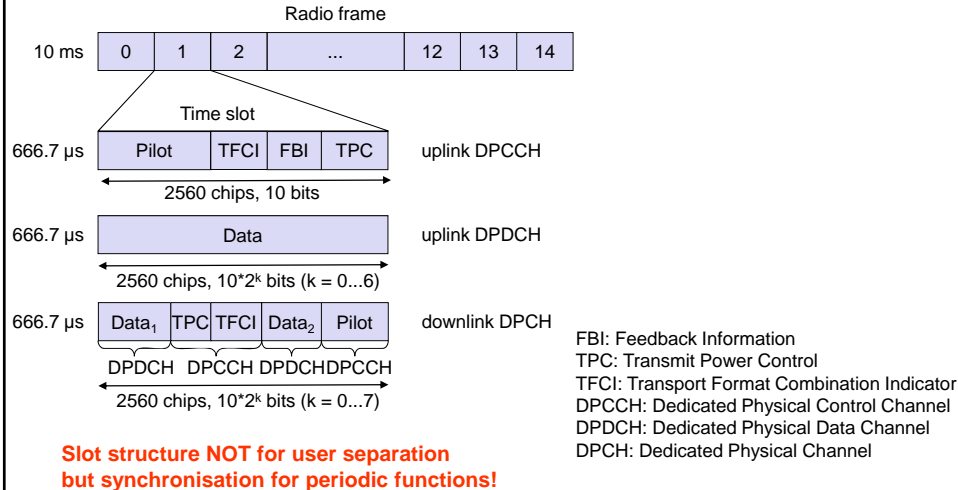 Radio frame
10 ms 0 1 2 ... 12 13 14
Time slot
666.7 µs Pilot TFCI FBI TPC uplink DPCCH
2560 chips, 10 bits
666.7 µs Data uplink DPDCH
2560 chips, 10*2ᵏ bits (k = 0...6)
666.7 µs Data₁ TPC TFCI Data₂ Pilot downlink DPCH
DPDCH DPCCH DPDCH DPCCH
2560 chips, 10*2ᵏ bits (k = 0...7)
FBI: Feedback Information
TPC: Transmit Power Control
TFCI: Transport Format Combination Indicator
DPCCH: Dedicated Physical Control Channel
DPDCH: Dedicated Physical Data Channel
DPCH: Dedicated Physical Channel
Slot structure NOT for user separation
but synchronisation for periodic functions!